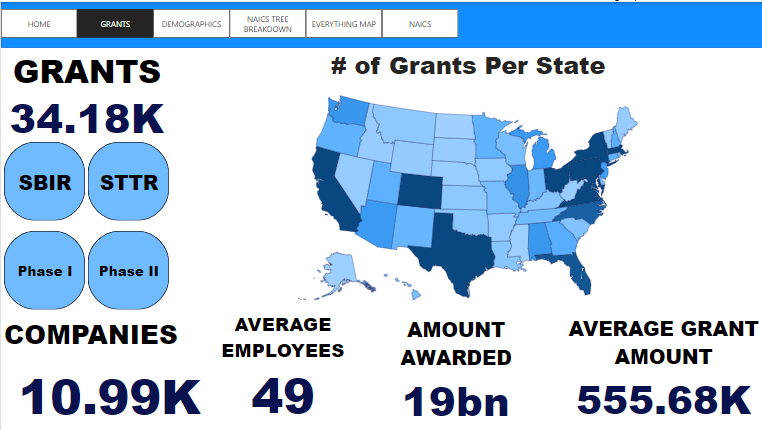 HOME
GRANTS
DEMOGRAPHICS
NAICS TREE
BREAKDOWN
EVERYTHING MAP
NAICS
GRANTS
34.18K
SBIR
STTR
Phase I
Phase II
# of Grants Per State
COMPANIES
10.99K
AVERAGE
EMPLOYEES
49
AMOUNT
AWARDED
19bn
AVERAGE GRANT
AMOUNT
555.68K